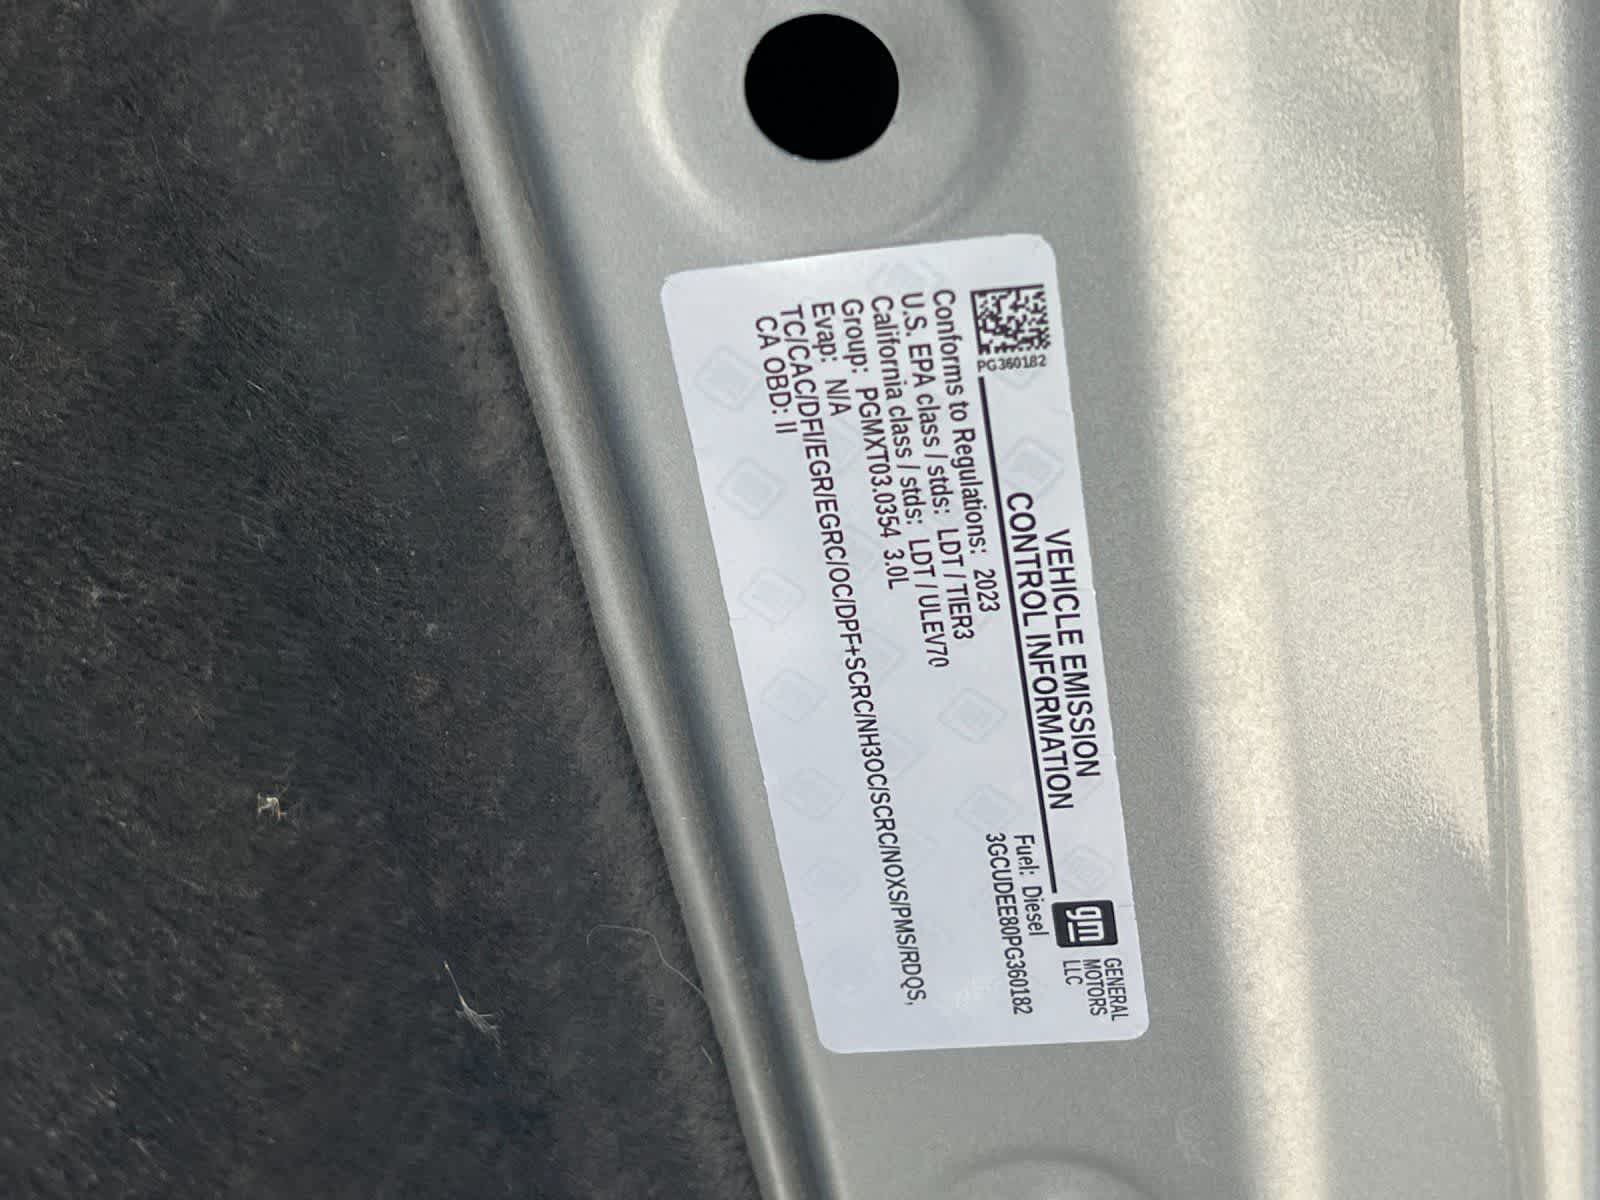 PG360182
VEHICLE EMISSION
CONTROL INFORMATION
gm
GENERAL
MOTORS
LLC
Conforms to Regulations: 2023
Fuel: Diesel
U.S. EPA class / stds: LDT / TIER3
3GCUDEE80PG360182
California class / stds: LDT / ULEV70
Group: PGMXT03.0354 3.0L
Evap: N/A
TC/CAC/DFI/EGR/EGRC/OC/DPF+SCRC/NH3OC/SCRC/NOXS/PMS/RDQS,
CA OBD: II